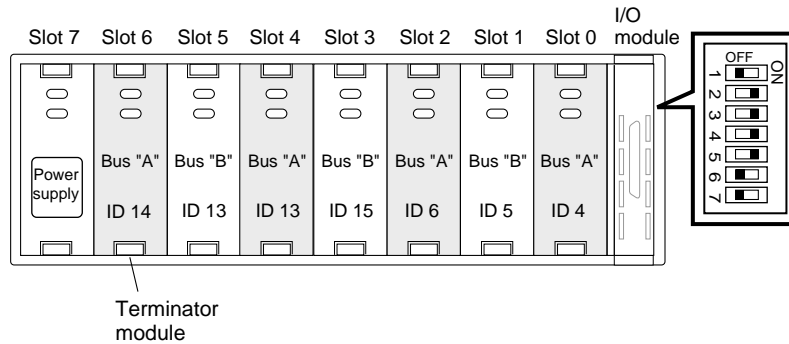 I/O
module
Slot 7 Slot 6 Slot 5 Slot 4 Slot 3 Slot 2 Slot 1 Slot 0
OFF
ON
1
2
3
4
5
6
7
Power
supply
Bus "A" Bus "B" Bus "A" Bus "B" Bus "A" Bus "B" Bus "A"
ID 14 ID 13 ID 13 ID 15 ID 6 ID 5 ID 4
Terminator
module